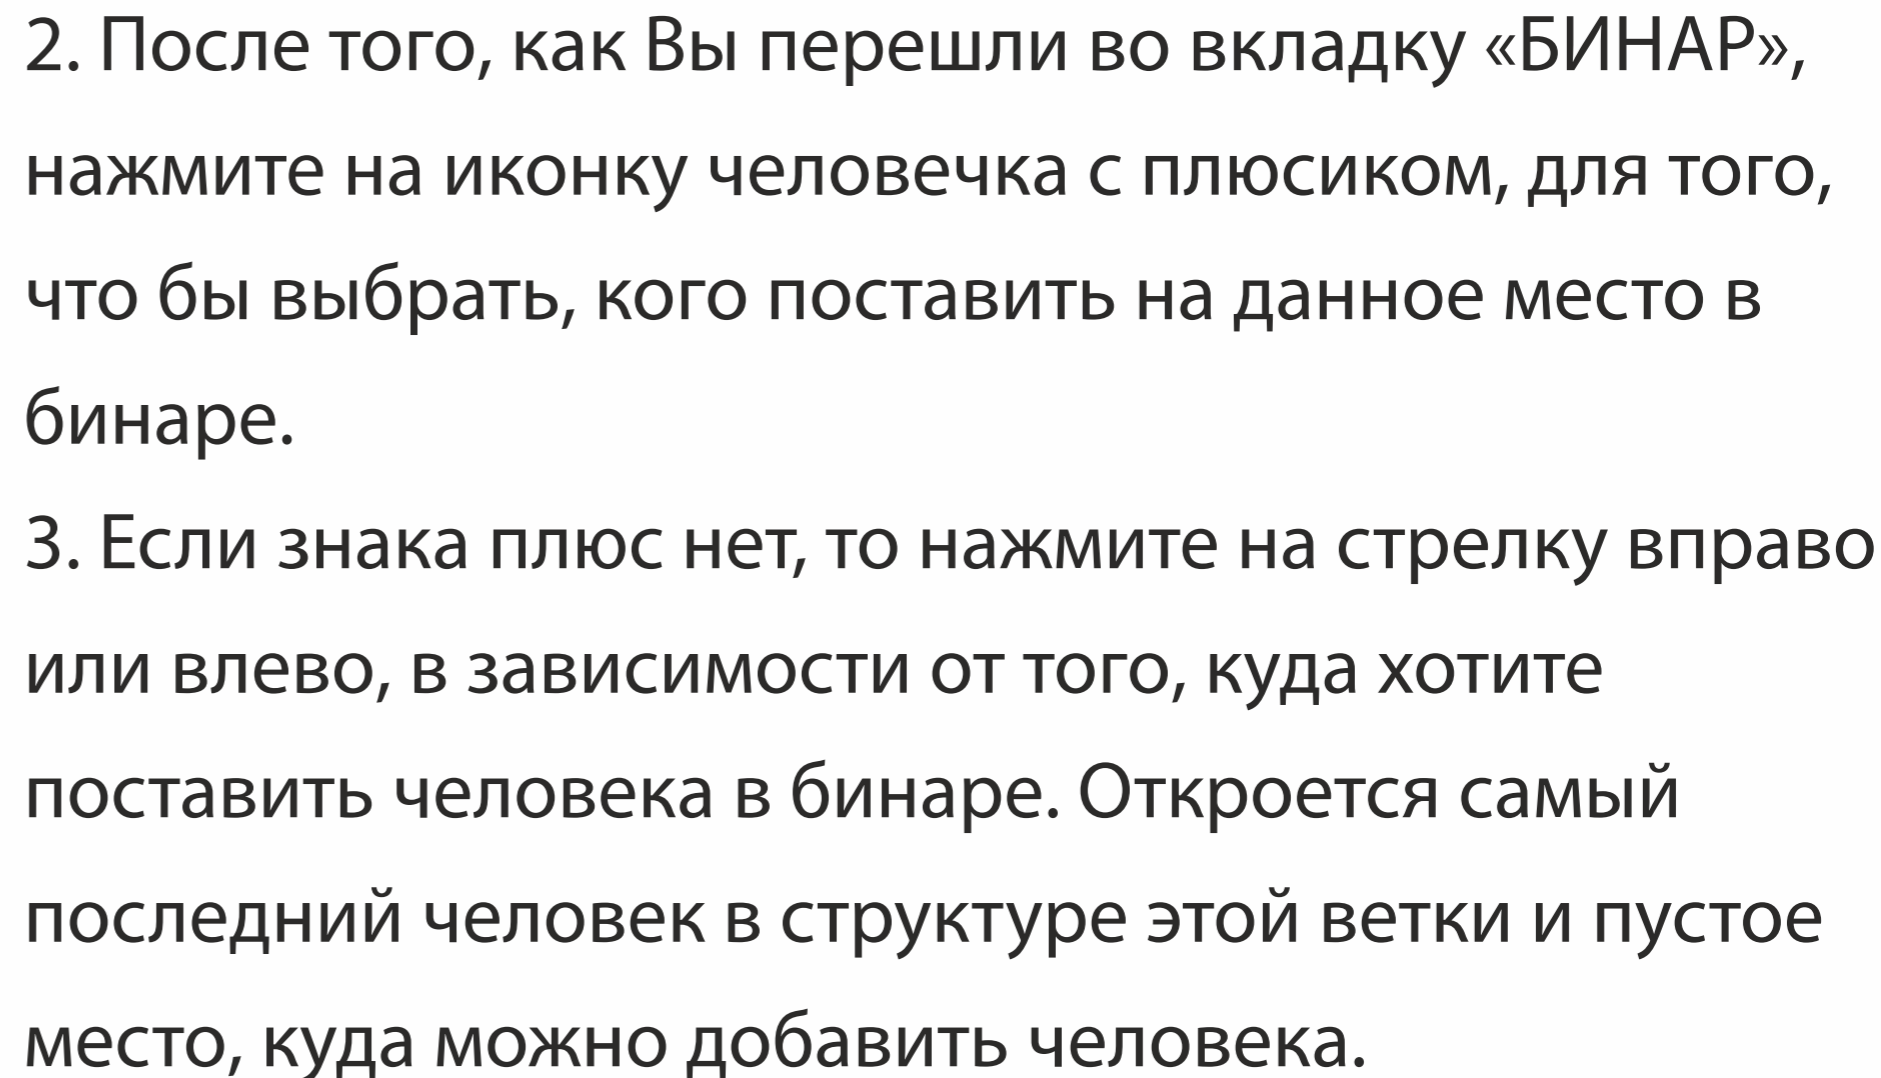 2. После того, как Вы перешли во вкладку «БИНАР»,
нажмите на иконку человечка с плюсиком, для того,
что бы выбрать, кого поставить на данное место в
бинаре.
3. Если знака плюс нет, то нажмите на стрелку вправо
или влево, в зависимости от того, куда хотите
поставить человека в бинаре. Откроется самый
последний человек в структуре этой ветки и пустое
место, куда можно добавить человека.